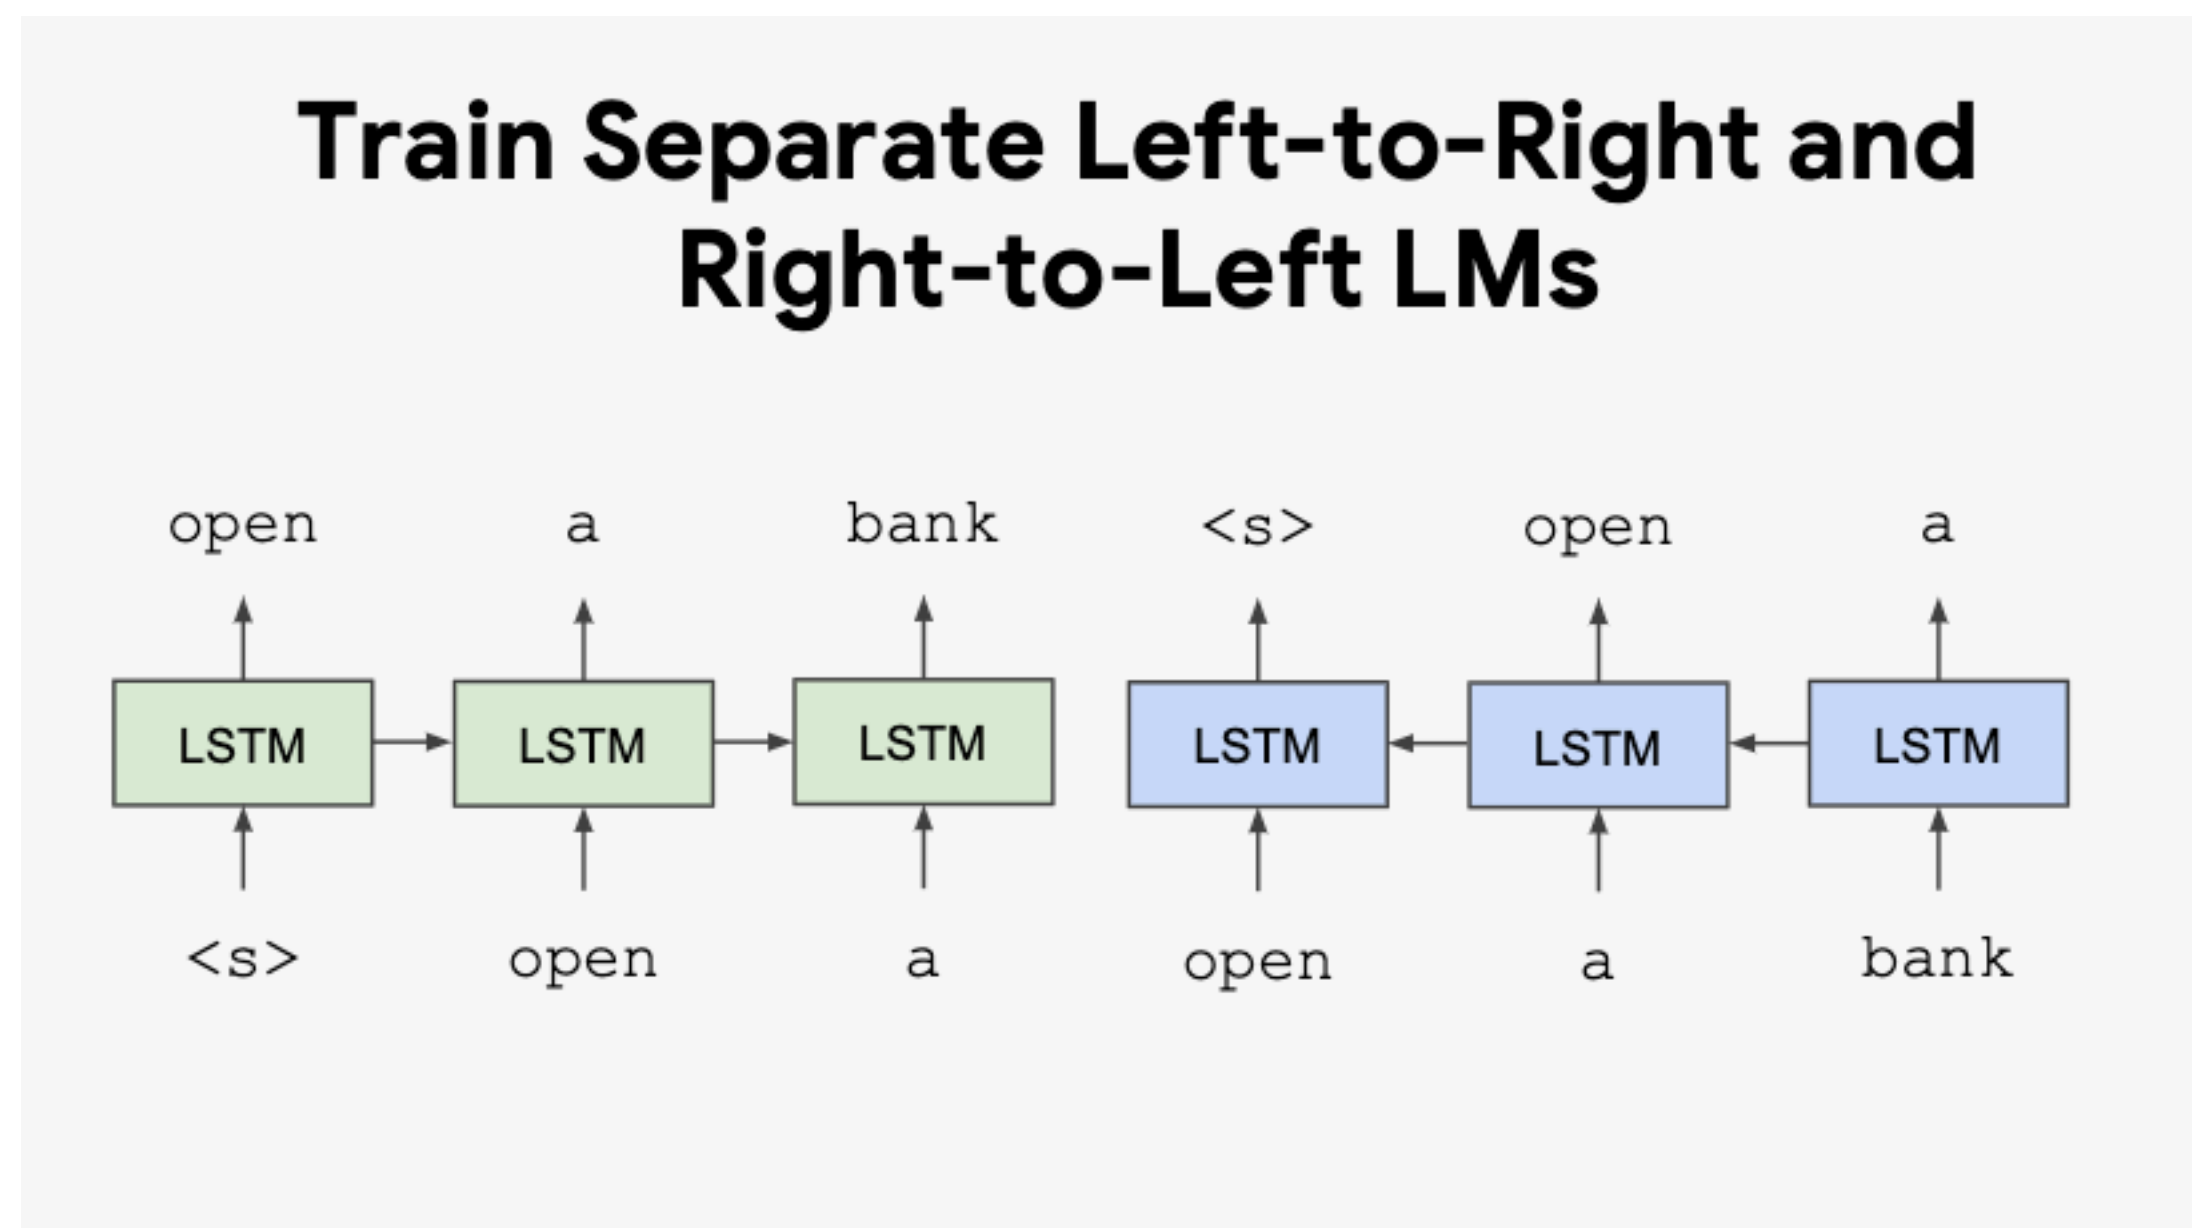 Train Separate Left-to-Right and
Right-to-Left LMs
open a bank <s> open a
LSTM LSTM LSTM LSTM LSTM LSTM
<s> open a open a bank